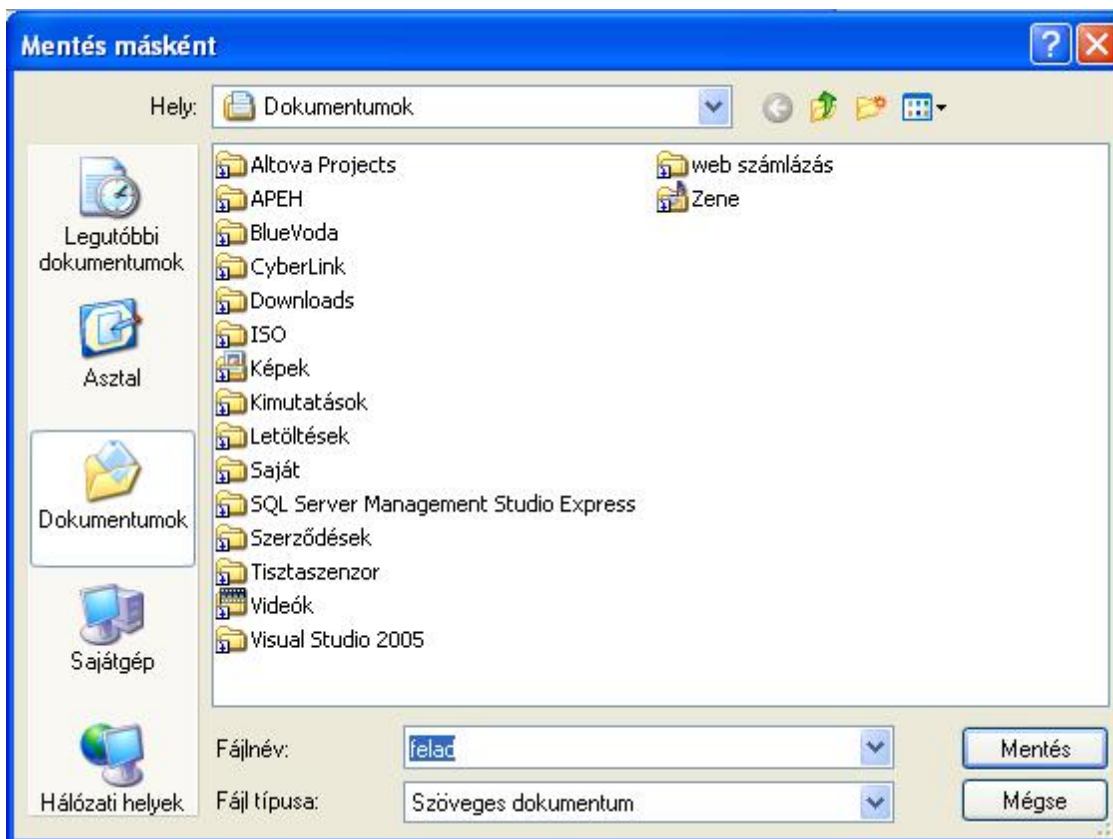 Mentés másként
Hely:
Dokumentumok
Legutóbbi
dokumentumok
Asztal
Dokumentumok
Sajátgép
Hálózati helyek
Altova Projects
APEH
BlueVoda
CyberLink
Downloads
ISO
Képek
Kimutatások
Letöltések
Saját
SQL Server Management Studio Express
Szerződések
Tisztaszenzor
Videók
Visual Studio 2005
web számlázás
Zene
Fájlnév:
felad
Mentés
Fájl típusa:
Szöveges dokumentum
Mégse